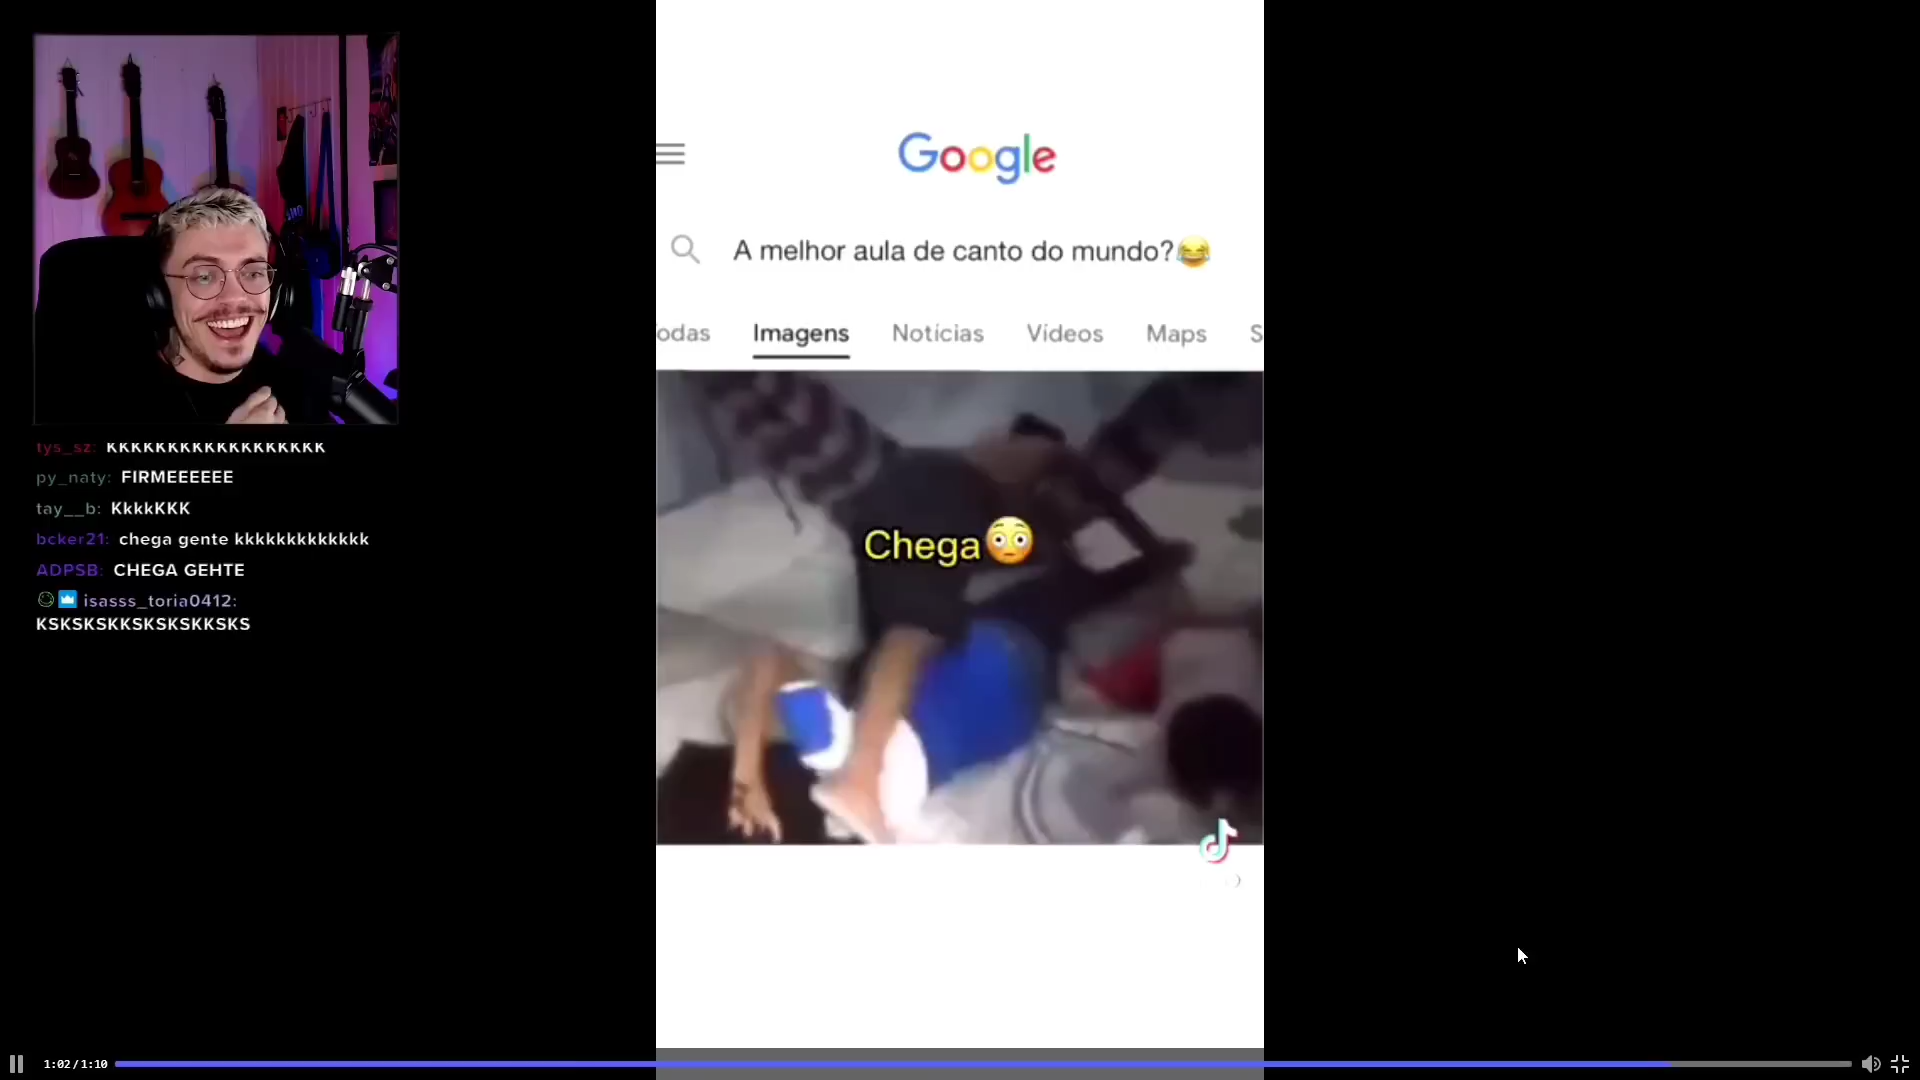 Google
A melhor aula de canto do mundo?😂
odas Imagens Notícias Vídeos Maps S
Chega😳
tys_sz: KKKKKKKKKKKKKKKKKK
py_naty: FIRMEEEEEE
tay__b: KkkkKKK
bcker21: chega gente kkkkkkkkkkkkk
ADPSB: CHEGA GEHTE
isasss_toria0412:
KSKSKSKKSKSKSKKSKS
1:02/1:10